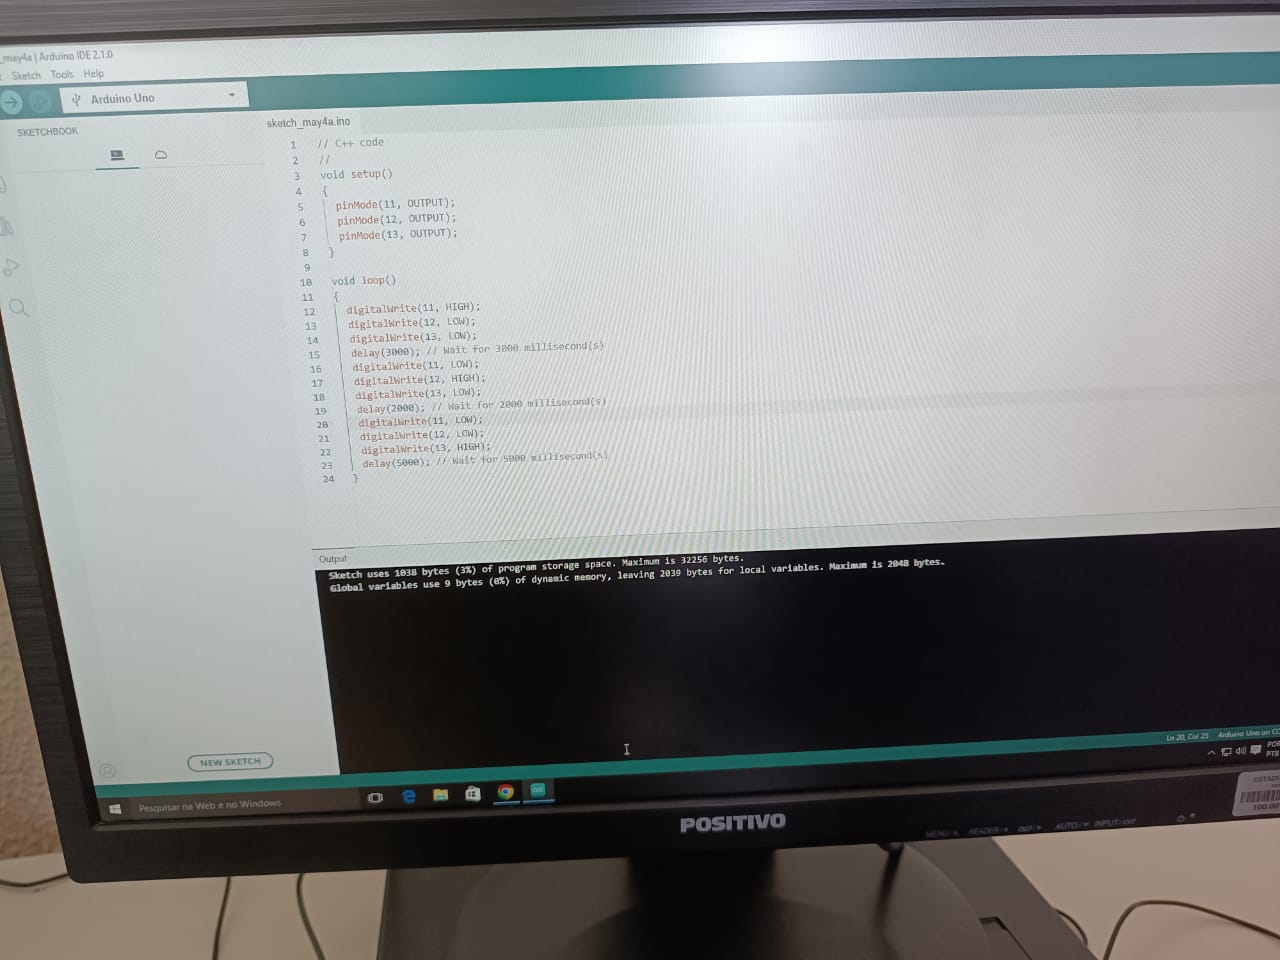 _may4a | Arduino IDE 2.1.0
Sketch Tools Help
Arduino Uno
SKETCHBOOK
sketch_may4a.ino
1 // C++ code
2 //
3 void setup()
4 {
5 pinMode(11, OUTPUT);
6 pinMode(12, OUTPUT);
7 pinMode(13, OUTPUT);
8 }
9
10 void loop()
11 {
12 digitalWrite(11, HIGH);
13 digitalWrite(12, LOW);
14 digitalWrite(13, LOW);
15 delay(3000); // Wait for 3000 millisecond(s)
16 digitalWrite(11, LOW);
17 digitalWrite(12, HIGH);
18 digitalWrite(13, LOW);
19 delay(2000); // Wait for 2000 millisecond(s)
20 digitalWrite(11, LOW);
21 digitalWrite(12, LOW);
22 digitalWrite(13, HIGH);
23 delay(5000); // Wait for 5000 millisecond(s)
24 }
Output
Sketch uses 1038 bytes (3%) of program storage space. Maximum is 32256 bytes.
Global variables use 9 bytes (0%) of dynamic memory, leaving 2039 bytes for local variables. Maximum is 2048 bytes.
NEW SKETCH
Ln 20, Col 25 Arduino Uno on CO
POR
PTB
Pesquisar na Web e no Windows
POSITIVO
MENU READER AUTO INPUT/EXIT
ESTADO
100.00